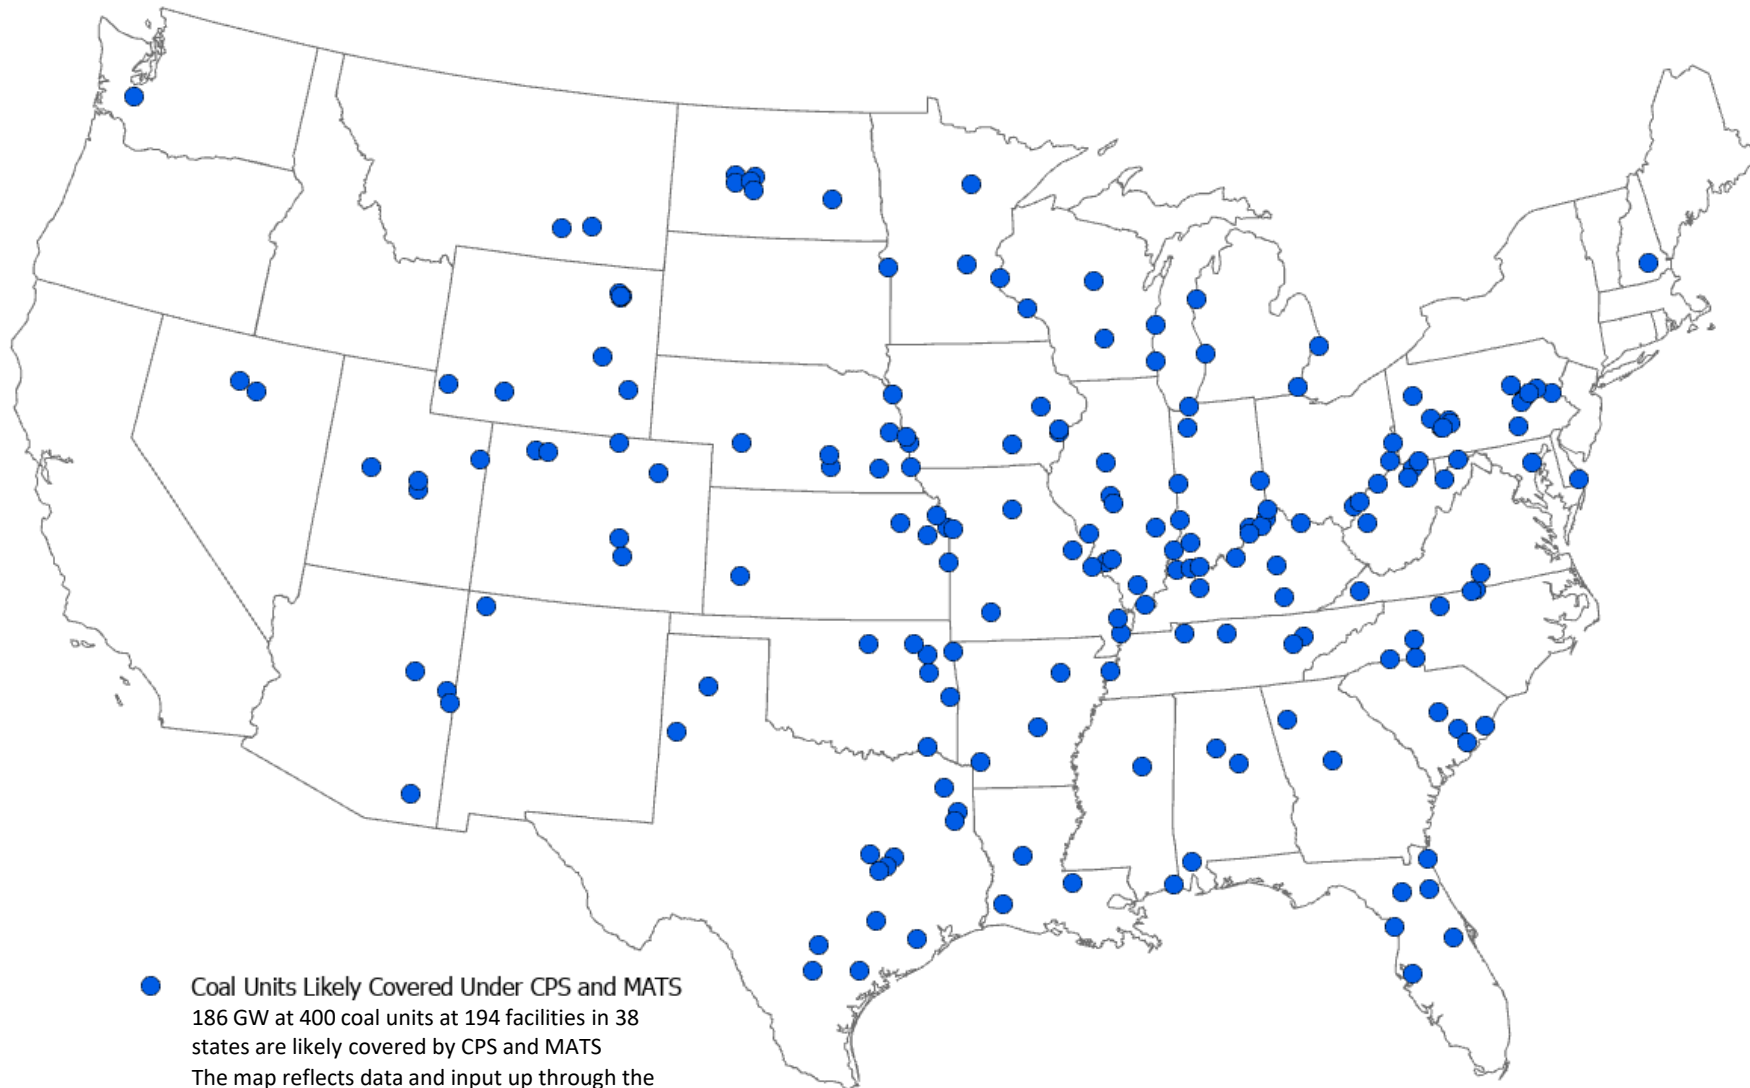 Coal Units Likely Covered Under CPS and MATS
186 GW at 400 coal units at 194 facilities in 38
states are likely covered by CPS and MATS
The map reflects data and input up through the